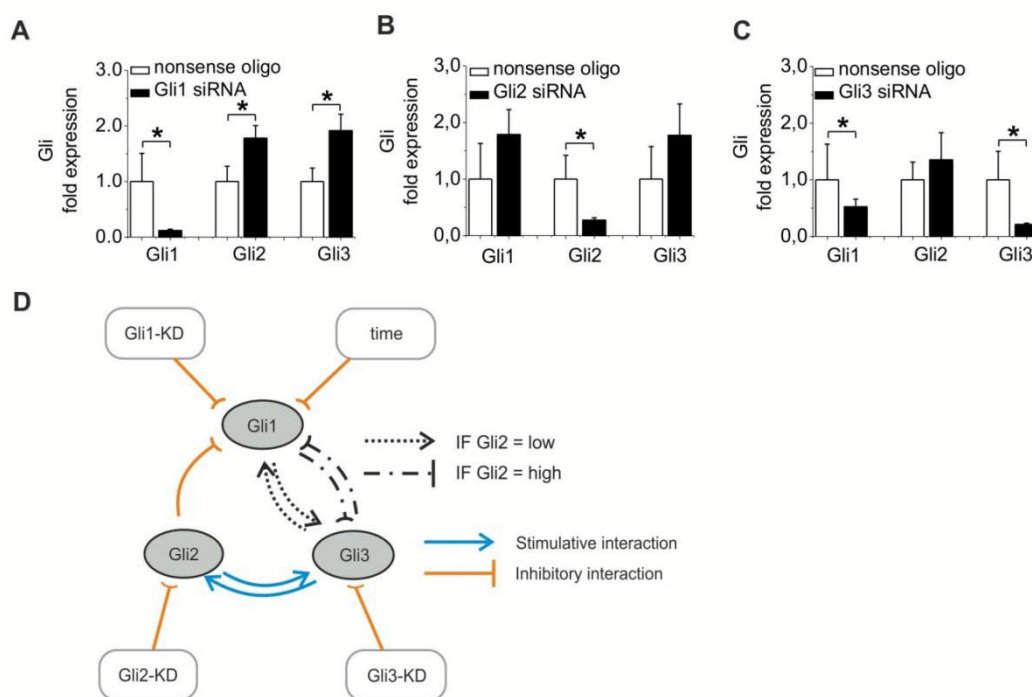 A
Gli
fold expression
3.0
2.0
1.0
0.0
nonsense oligo
Gli1 siRNA
*
*
*
Gli1 Gli2 Gli3
B
Gli
fold expression
3,0
2,0
1,0
0,0
nonsense oligo
Gli2 siRNA
*
Gli1 Gli2 Gli3
C
Gli
fold expression
3,0
2,0
1,0
0,0
nonsense oligo
Gli3 siRNA
*
*
Gli1 Gli2 Gli3
D
Gli1-KD
time
Gli1
IF Gli2 = low
IF Gli2 = high
Gli2
Gli3
Stimulative interaction
Inhibitory interaction
Gli2-KD
Gli3-KD